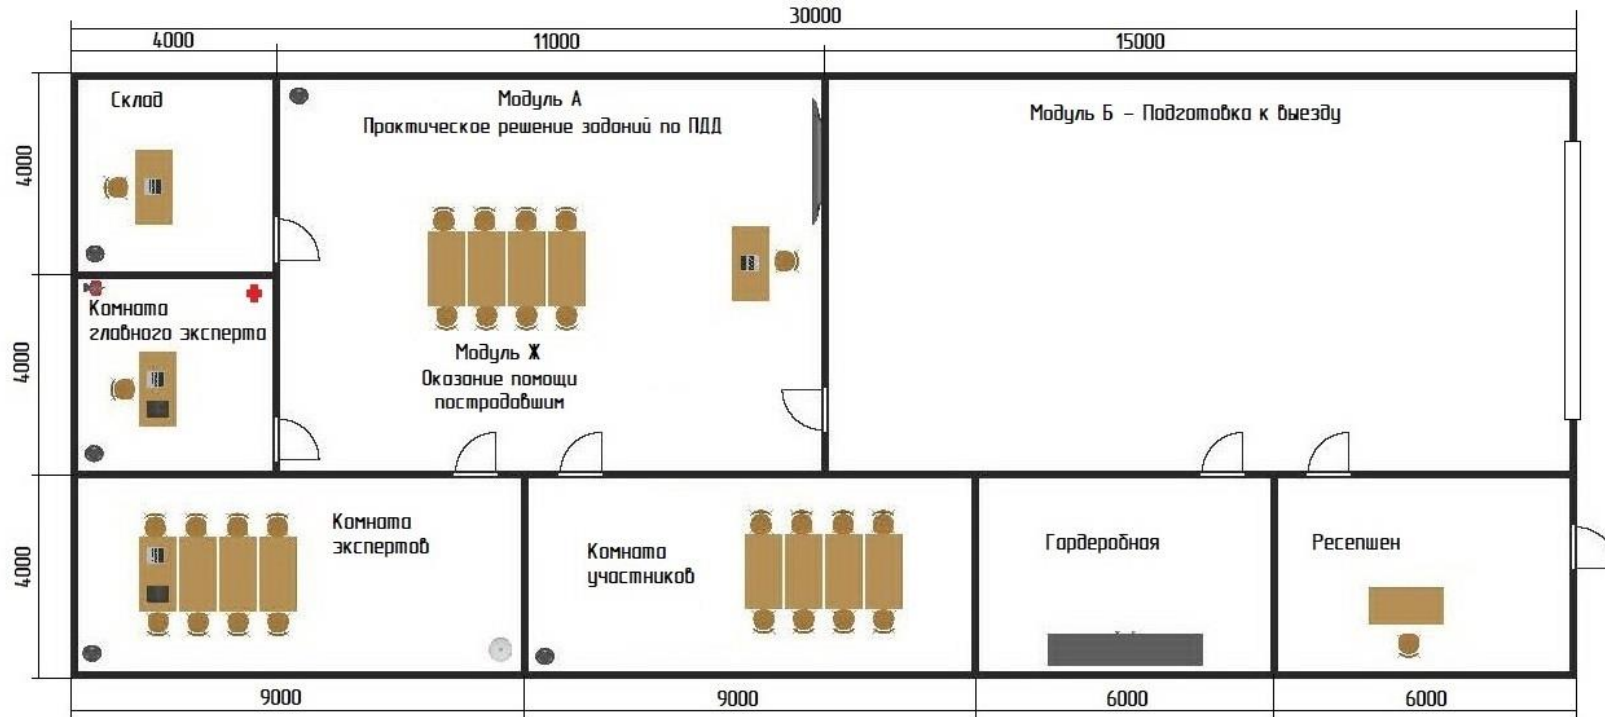 30000
4000
11000
15000
Склад
Модуль А
Практическое решение заданий по ПДД
Модуль Б – Подготовка к выезду
4000
Комната
главного эксперта
4000
Модуль Ж
Оказание помощи
пострадавшим
Комната
экспертов
Комната
участников
Гардеробная
Ресепшен
4000
9000
9000
6000
6000